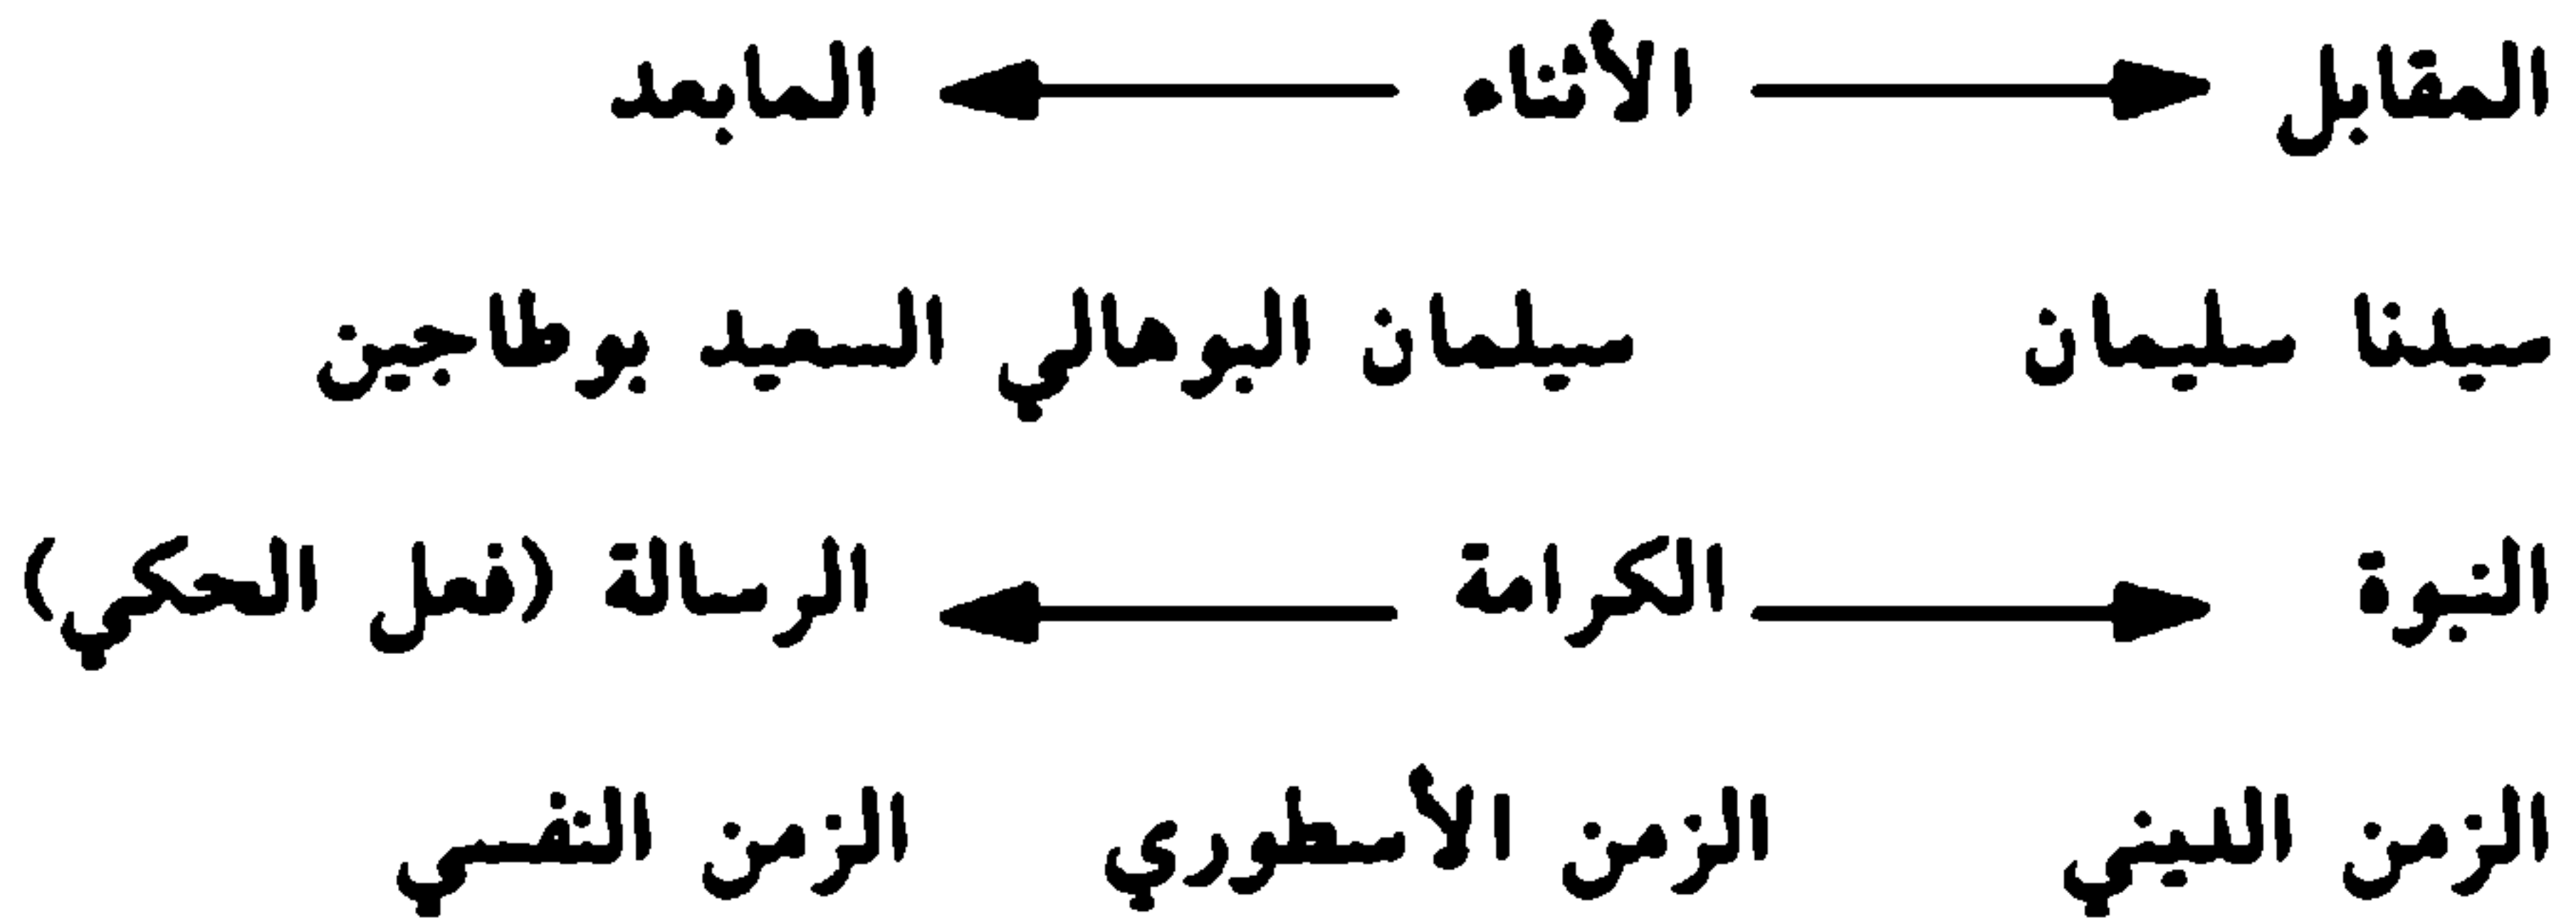 المقابل الأثناء المابعد
سيدنا سليمان سيلمان البوهالي السعيد بوطاجين
النبوة الكرامة الرسالة (فعل الحكي)
الزمن الديني الزمن الأسطوري الزمن النفسي